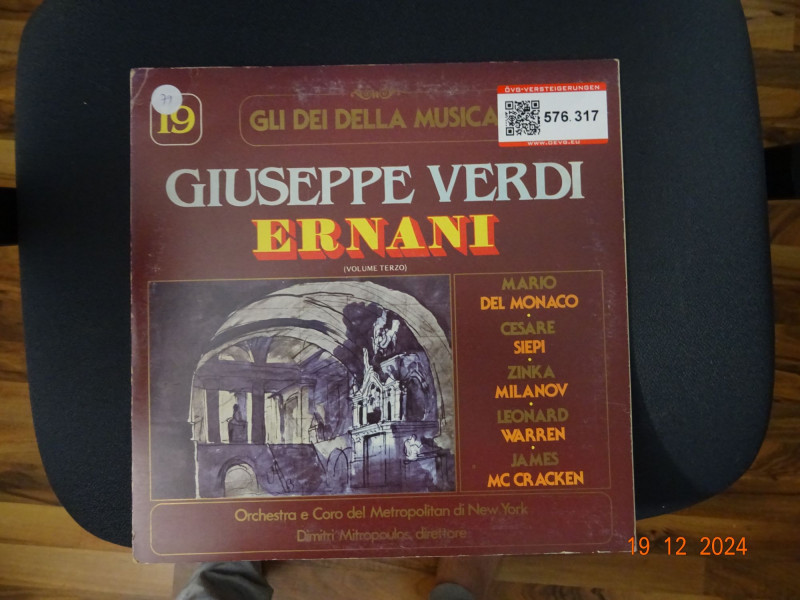 79
19
GLI DEI DELLA MUSICA
ÖVG-VERSTEIGERUNGEN
576.317
WWW.OEVG.EU
GIUSEPPE VERDI
ERNANI
(VOLUME TERZO)
MARIO
DEL MONACO
CESARE
SIEPI
ZINKA
MILANOV
LEONARD
WARREN
JAMES
MC CRACKEN
Orchestra e Coro del Metropolitan di New York
Dimitri Mitropoulos, direttore
19 12 2024